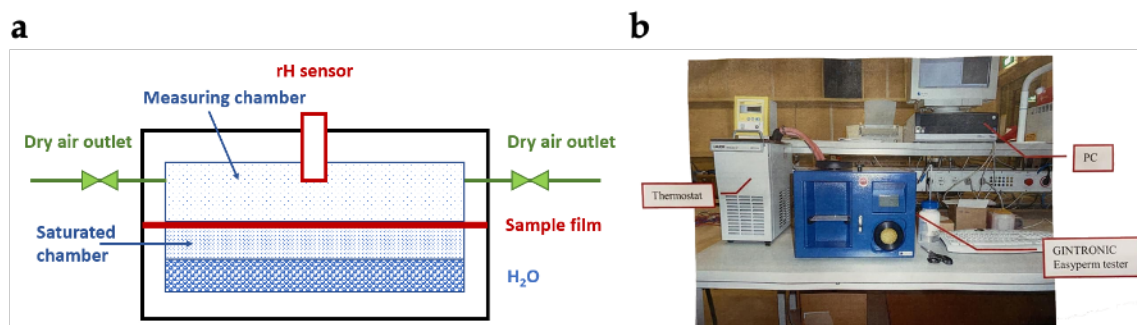 a
b
rH sensor
Measuring chamber
Dry air outlet
Dry air outlet
Saturated
chamber
Sample film
H₂O
Thermostat
PC
GINTRONIC
Easyperm tester